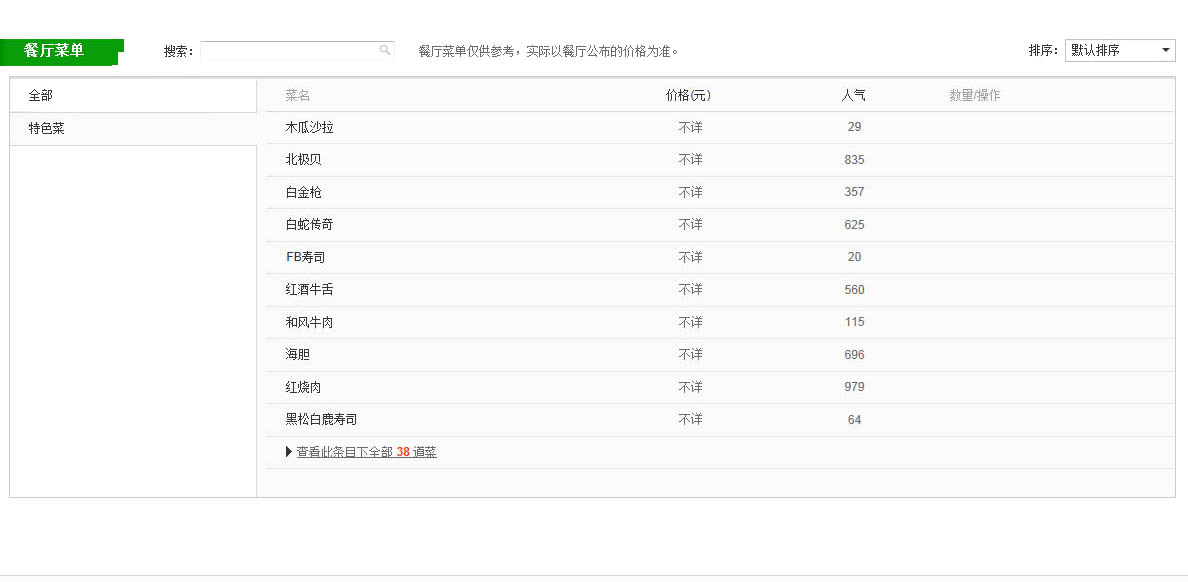 餐厅菜单 搜索: 餐厅菜单仅供参考，实际以餐厅公布的价格为准。 排序: 默认排序
全部 菜名 价格(元) 人气 数量/操作
特色菜 木瓜沙拉 不详 29
北极贝 不详 835
白金枪 不详 357
白蛇传奇 不详 625
FB寿司 不详 20
红酒牛舌 不详 560
和风牛肉 不详 115
海胆 不详 696
红烧肉 不详 979
黑松白鹿寿司 不详 64
查看此条目下全部 38 道菜